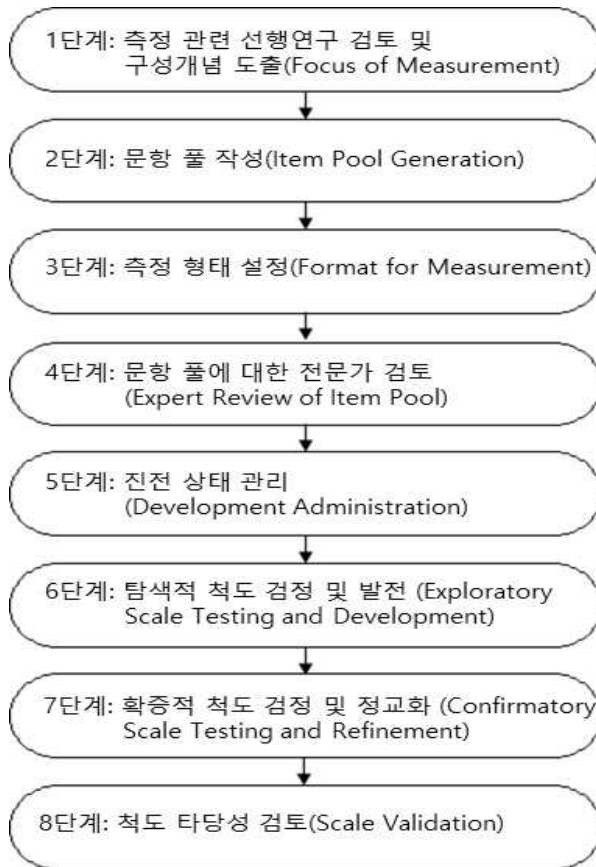 1단계: 측정 관련 선행연구 검토 및
구성개념 도출(Focus of Measurement)
2단계: 문항 풀 작성(Item Pool Generation)
3단계: 측정 형태 설정(Format for Measurement)
4단계: 문항 풀에 대한 전문가 검토
(Expert Review of Item Pool)
5단계: 진전 상태 관리
(Development Administration)
6단계: 탐색적 척도 검정 및 발전 (Exploratory
Scale Testing and Development)
7단계: 확증적 척도 검정 및 정교화 (Confirmatory
Scale Testing and Refinement)
8단계: 척도 타당성 검토(Scale Validation)